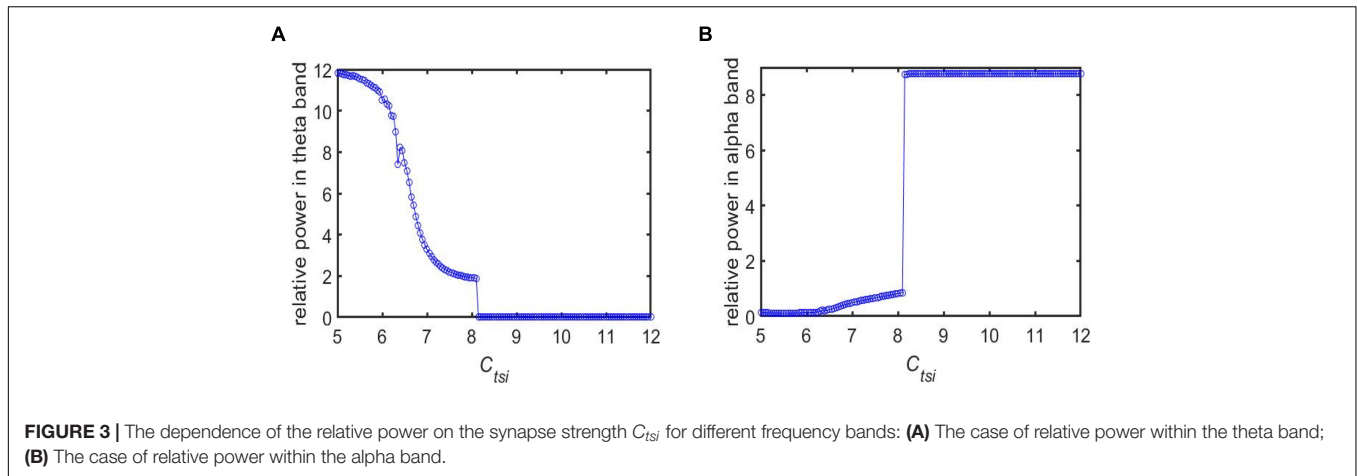 A
B
relative power in theta band
12
10
8
6
4
2
0
5 6 7 8 9 10 11 12
C_tsi
relative power in alpha band
8
6
4
2
0
5 6 7 8 9 10 11 12
C_tsi
FIGURE 3 | The dependence of the relative power on the synapse strength C_tsi for different frequency bands: (A) The case of relative power within the theta band;
(B) The case of relative power within the alpha band.